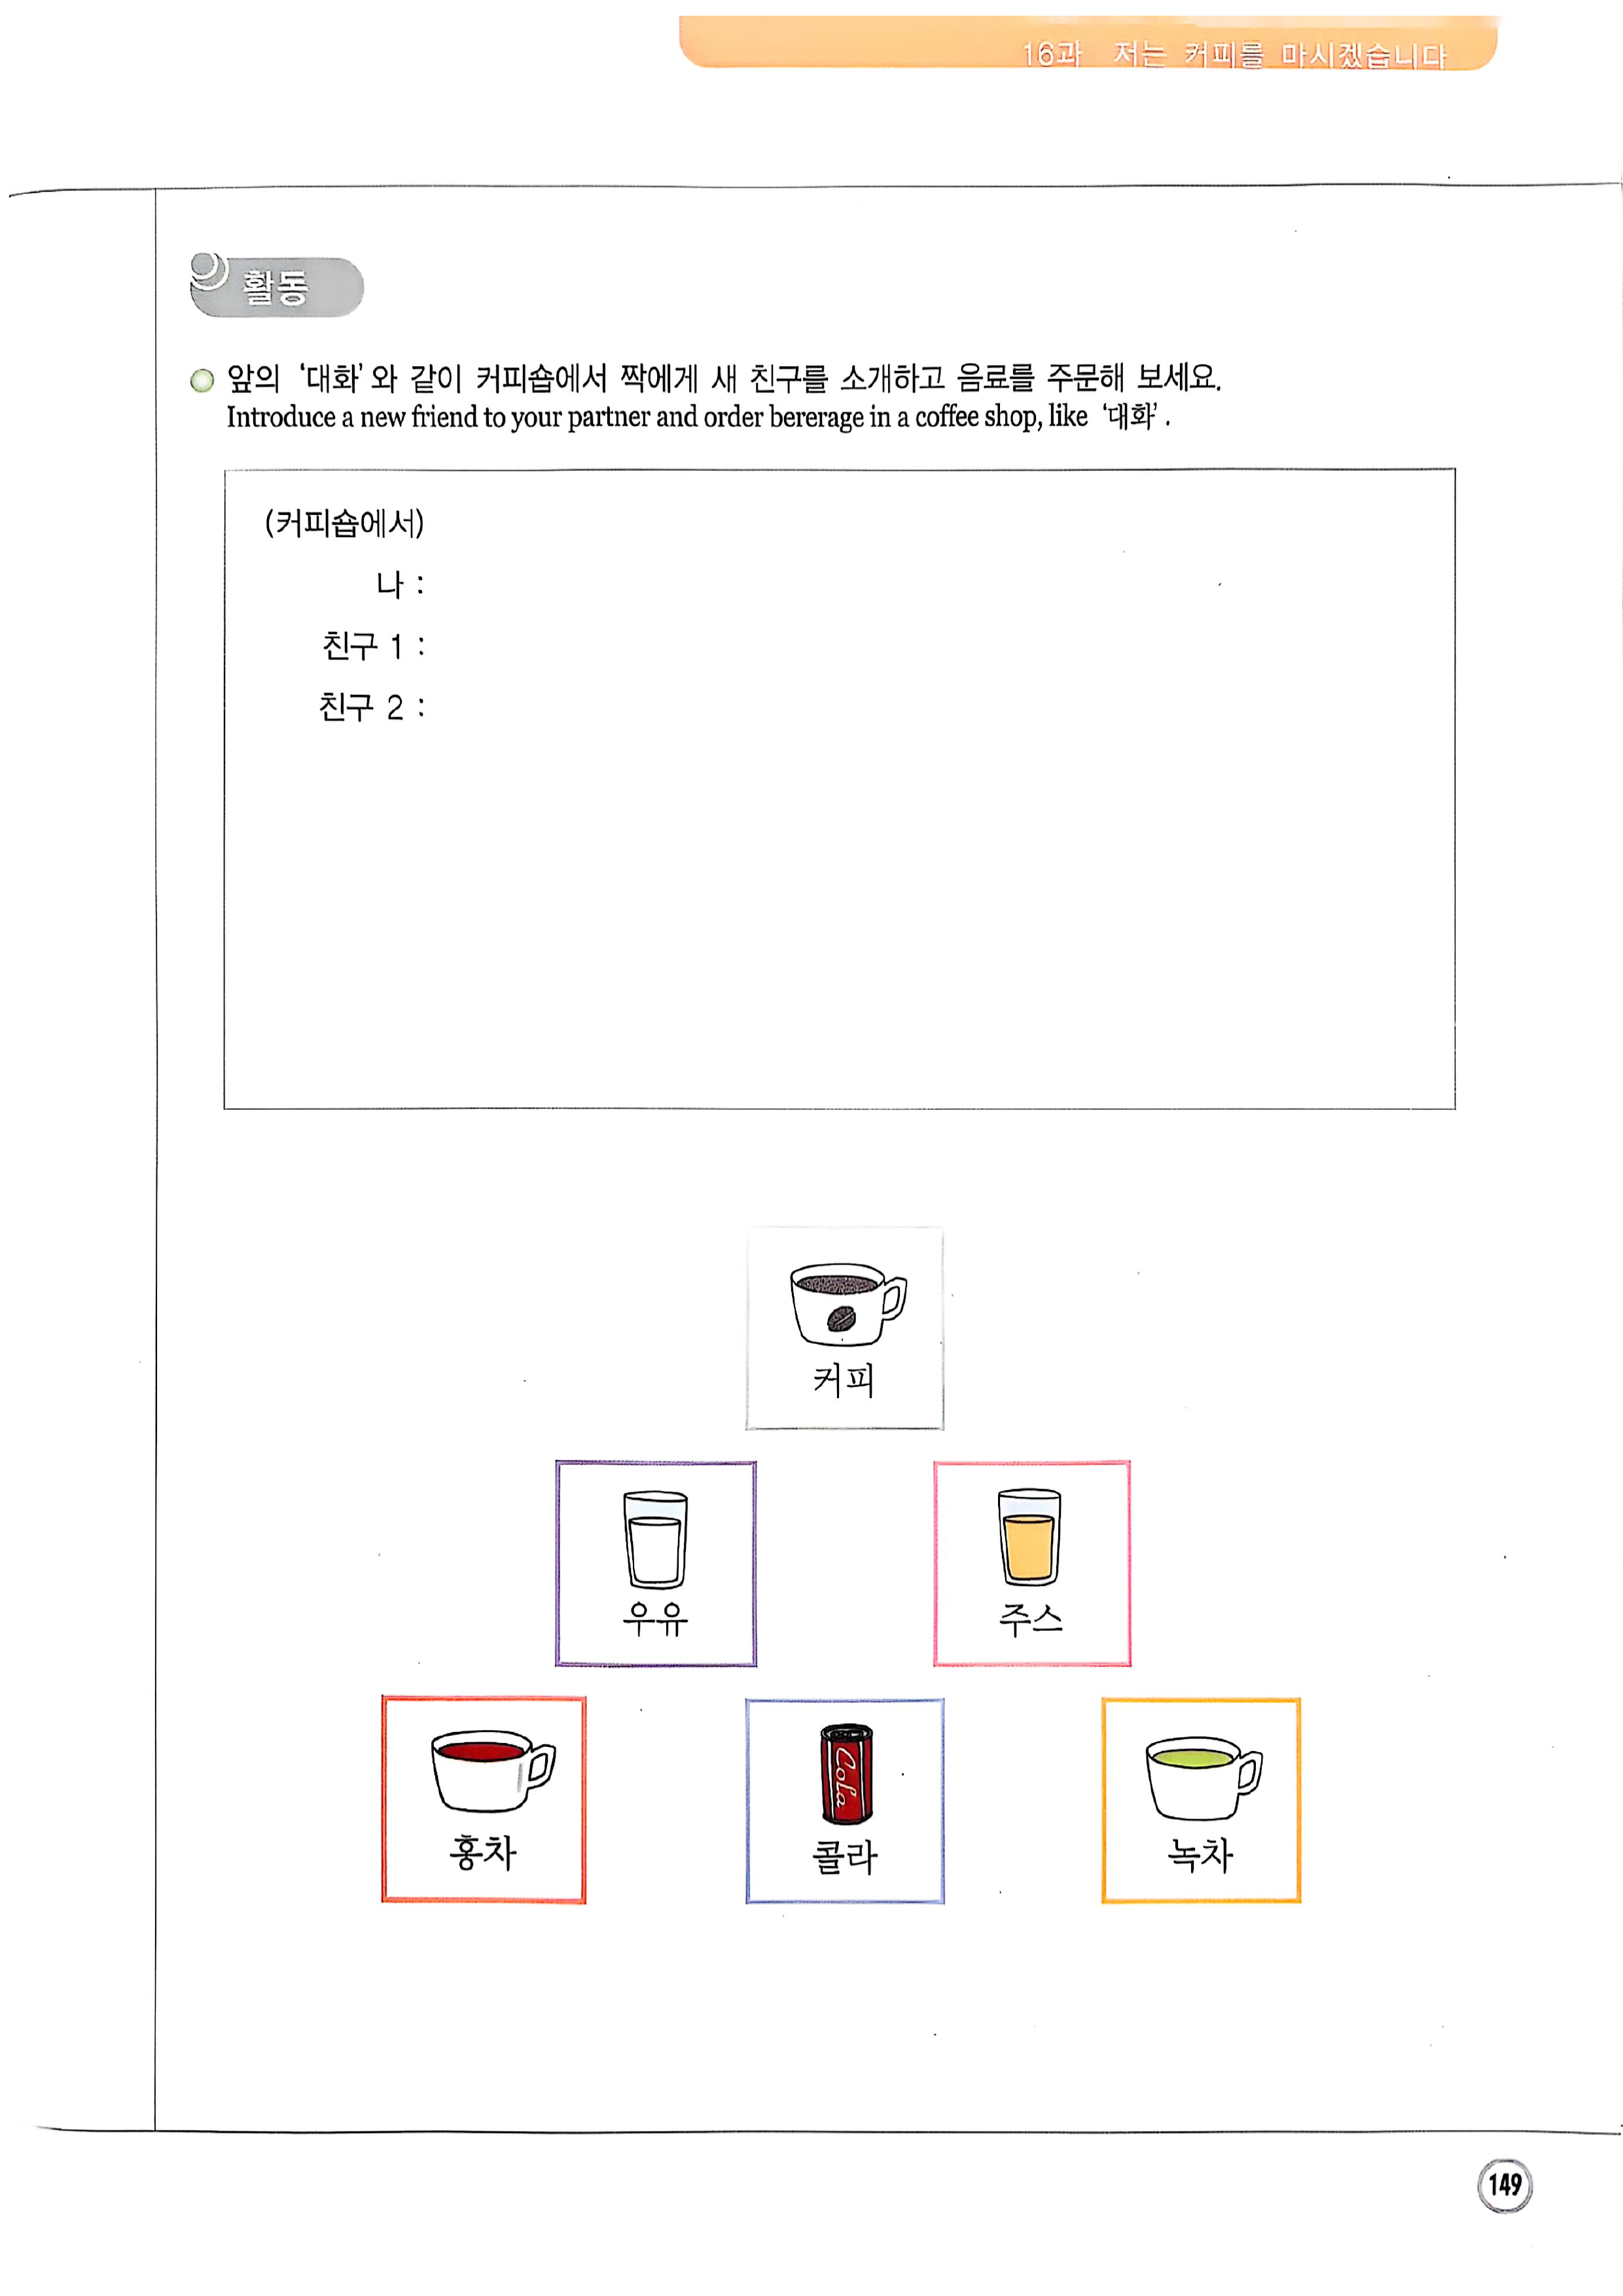 16과 저는 커피를 마시겠습니다
활동
앞의 '대화'와 같이 커피숍에서 짝에게 새 친구를 소개하고 음료를 주문해 보세요.
Introduce a new friend to your partner and order bererage in a coffee shop, like '대화'.
(커피숍에서)
나 :
친구 1 :
친구 2 :
커피
우유
주스
Cola
홍차
콜라
녹차
149